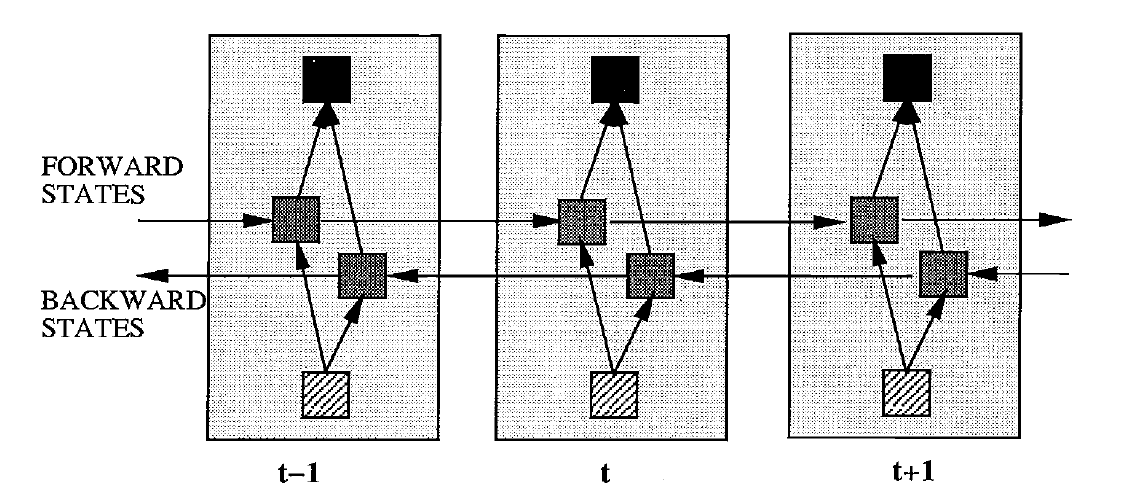 FORWARD
STATES
BACKWARD
STATES
t−1
t
t+1